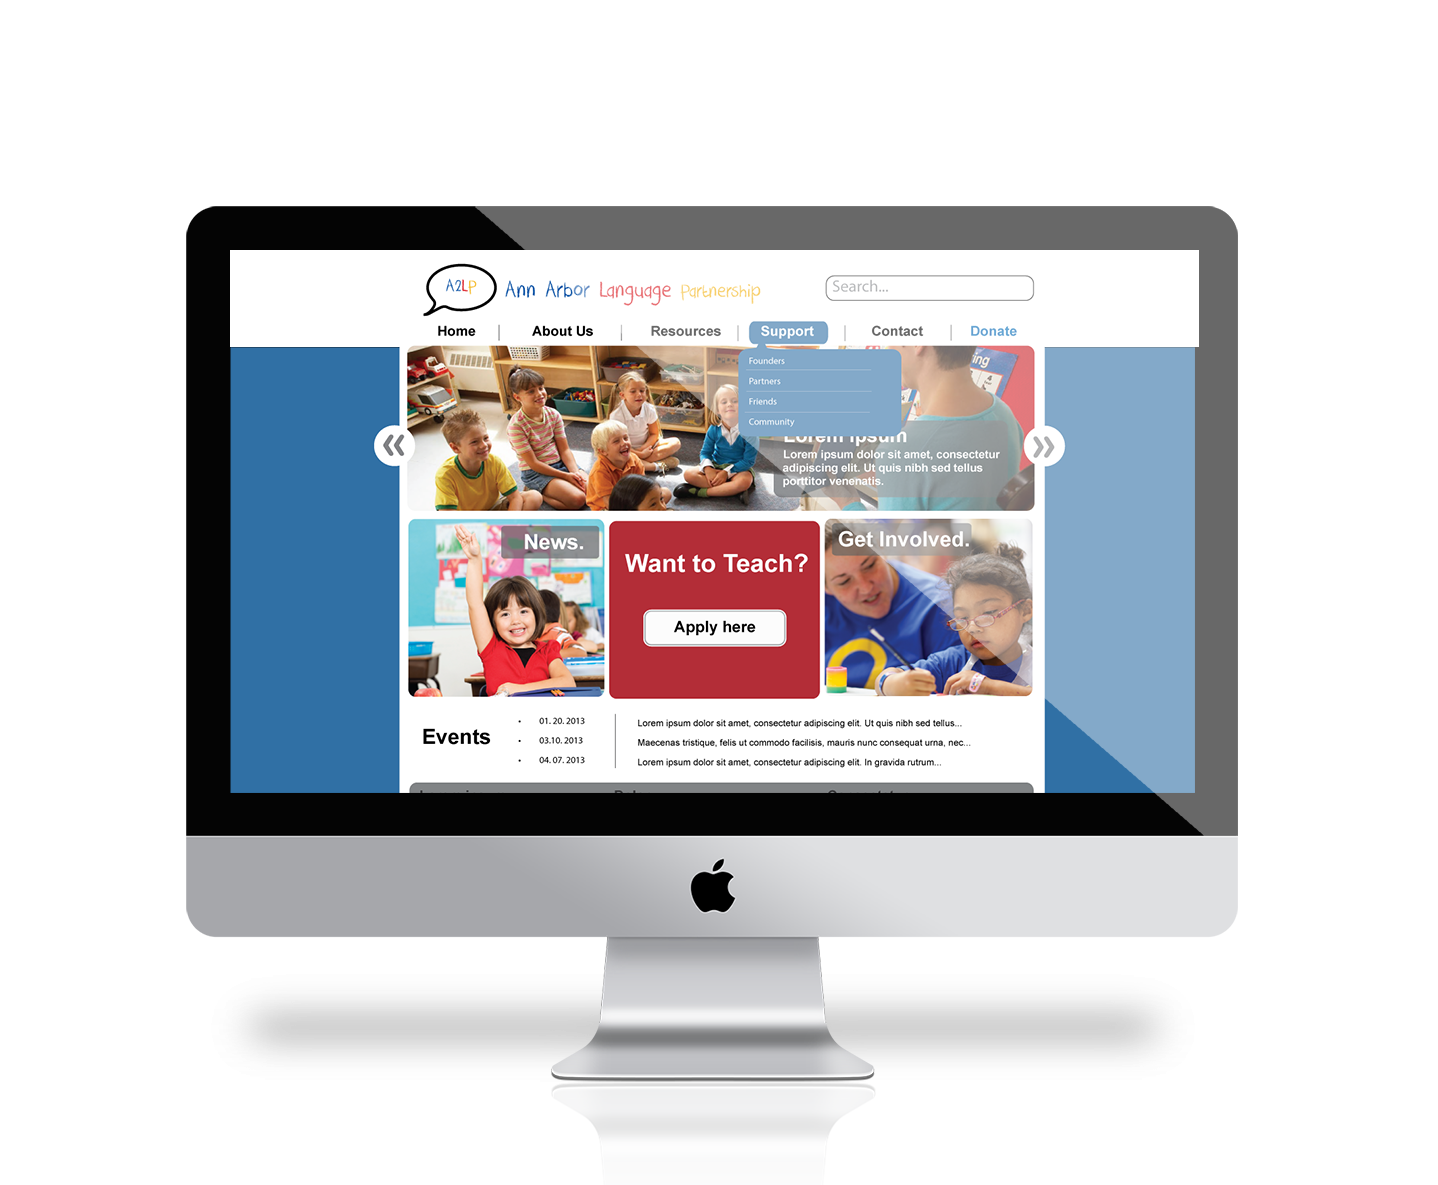 A2LP
Ann Arbor Language Partnership
Search...
Home
About Us
Resources
Support
Contact
Donate
Founders
Partners
Friends
Community
Lorem ipsum
Lorem ipsum dolor sit amet, consectetur
adipiscing elit. Ut quis nibh sed tellus
porttitor venenatis.
News.
Want to Teach?
Apply here
Get Involved.
Events
• 01. 20. 2013
Lorem ipsum dolor sit amet, consectetur adipiscing elit. Ut quis nibh sed tellus...
• 03.10. 2013
Maecenas tristique, felis ut commodo facilisis, mauris nunc consequat urna, nec...
• 04. 07. 2013
Lorem ipsum dolor sit amet, consectetur adipiscing elit. In gravida rutrum...